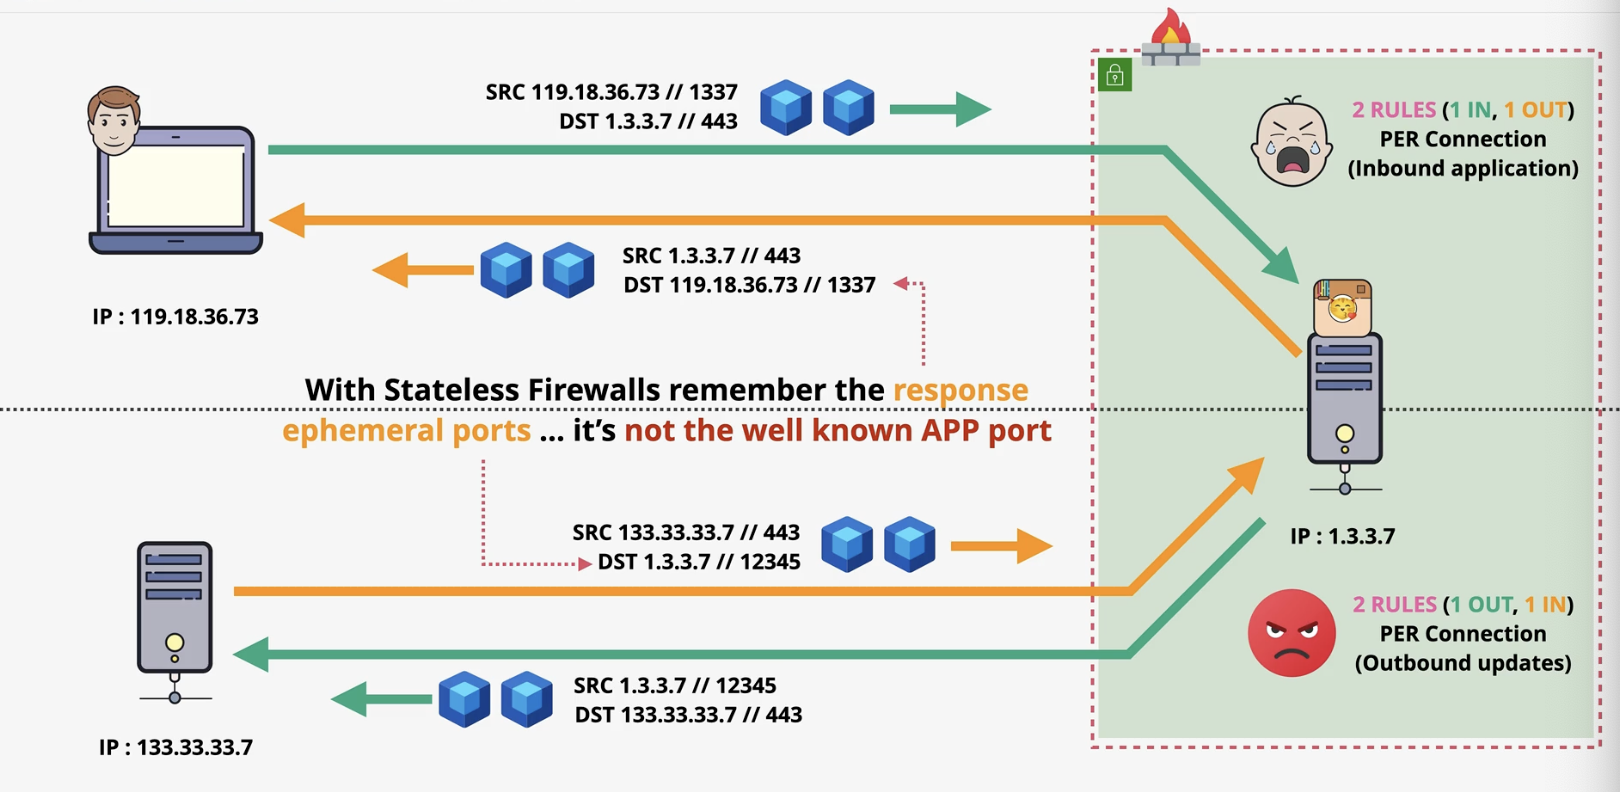 SRC 119.18.36.73 // 1337
DST 1.3.3.7 // 443
2 RULES (1 IN, 1 OUT)
PER Connection
(Inbound application)
SRC 1.3.3.7 // 443
DST 119.18.36.73 // 1337
IP : 119.18.36.73
With Stateless Firewalls remember the response
ephemeral ports ... it's not the well known APP port
SRC 133.33.33.7 // 443
DST 1.3.3.7 // 12345
IP : 1.3.3.7
2 RULES (1 OUT, 1 IN)
PER Connection
(Outbound updates)
SRC 1.3.3.7 // 12345
DST 133.33.33.7 // 443
IP : 133.33.33.7